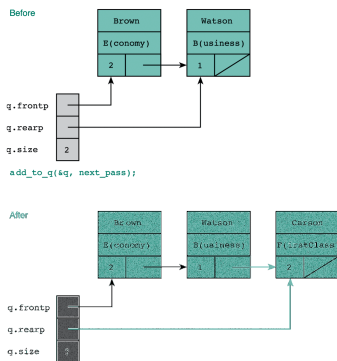 Before
Brown Watson
E(conomy) B(usiness)
2 1
q.frontp
q.rearp
q.size 2
add_to_q(&q, next_pass);
After
Brown Watson Carson
E(conomy) B(usiness) F(irstClass
2 1 2
q.frontp
q.rearp
q.size